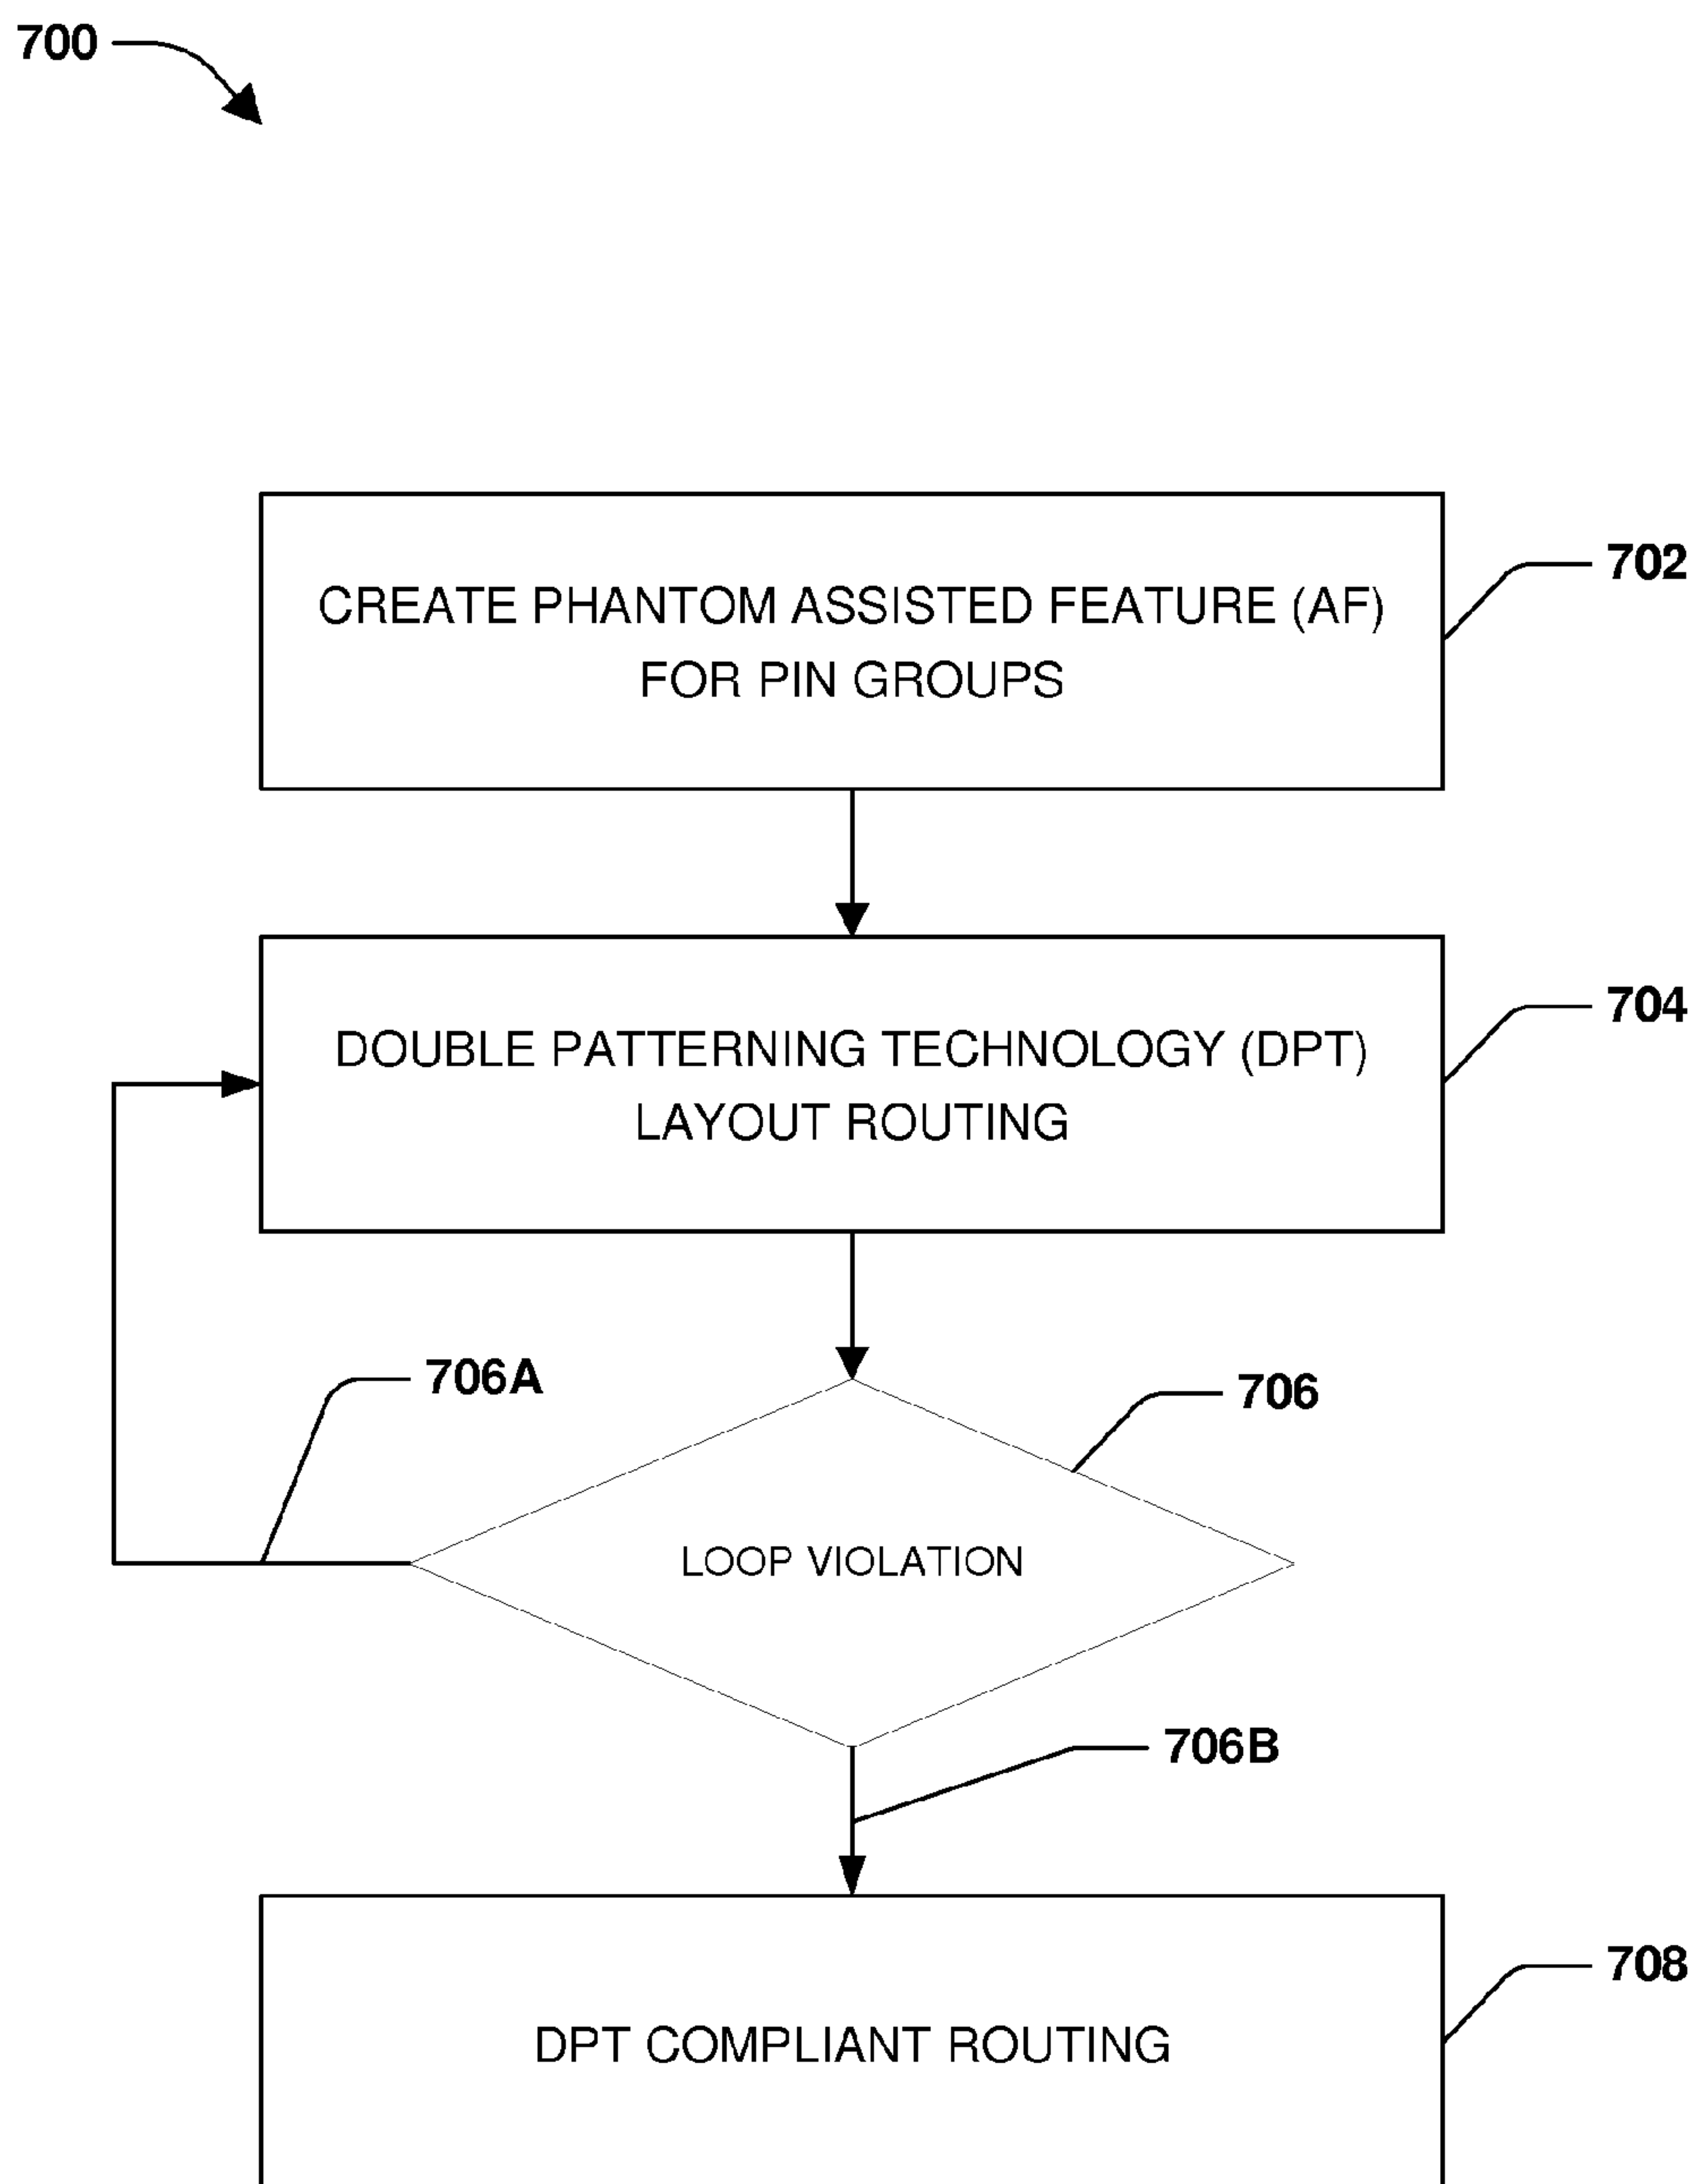 700
CREATE PHANTOM ASSISTED FEATURE (AF)
FOR PIN GROUPS
702
DOUBLE PATTERNING TECHNOLOGY (DPT)
LAYOUT ROUTING
704
706A
706
LOOP VIOLATION
706B
DPT COMPLIANT ROUTING
708